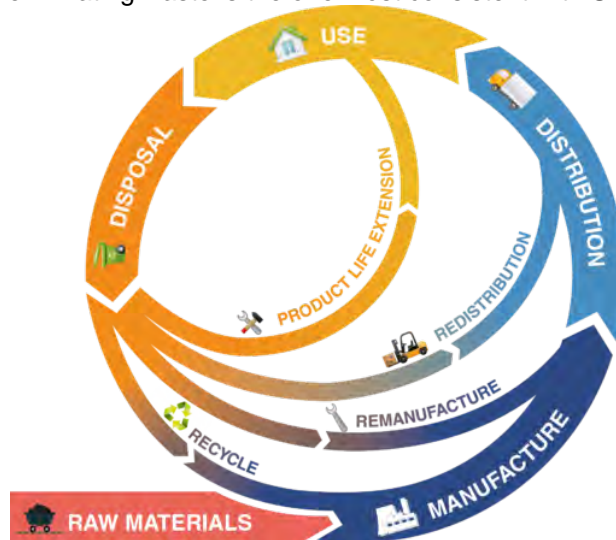 USE
DISTRIBUTION
DISPOSAL
PRODUCT LIFE EXTENSION
REDISTRIBUTION
REMANUFACTURE
RECYCLE
MANUFACTURE
RAW MATERIALS